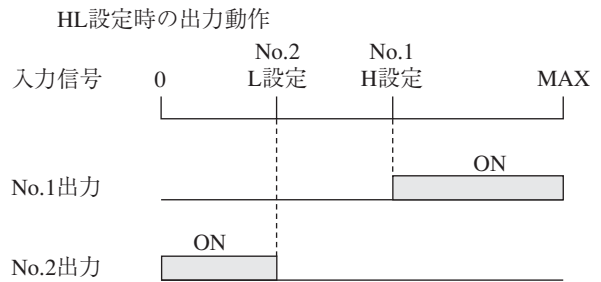 HL設定時の出力動作
No.2 No.1
入力信号 0 L設定 H設定 MAX
ON
No.1出力
ON
No.2出力